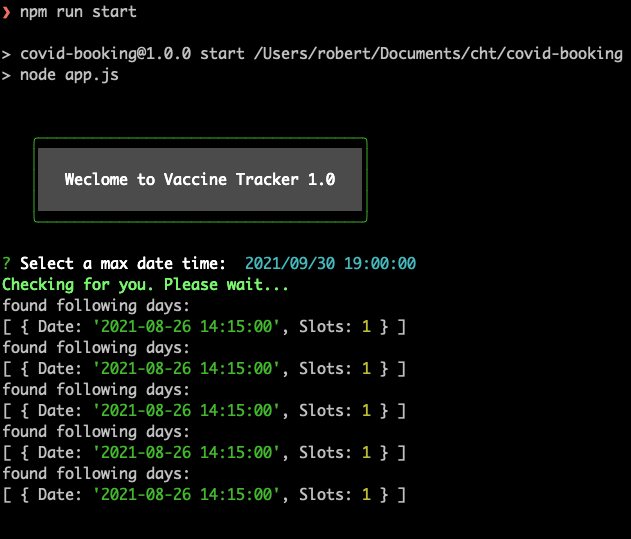 ❯ npm run start
> covid-booking@1.0.0 start /Users/robert/Documents/cht/covid-booking
> node app.js
Weclome to Vaccine Tracker 1.0
? Select a max date time:  2021/09/30 19:00:00
Checking for you. Please wait...
found following days:
[ { Date: '2021-08-26 14:15:00', Slots: 1 } ]
found following days:
[ { Date: '2021-08-26 14:15:00', Slots: 1 } ]
found following days:
[ { Date: '2021-08-26 14:15:00', Slots: 1 } ]
found following days:
[ { Date: '2021-08-26 14:15:00', Slots: 1 } ]
found following days:
[ { Date: '2021-08-26 14:15:00', Slots: 1 } ]